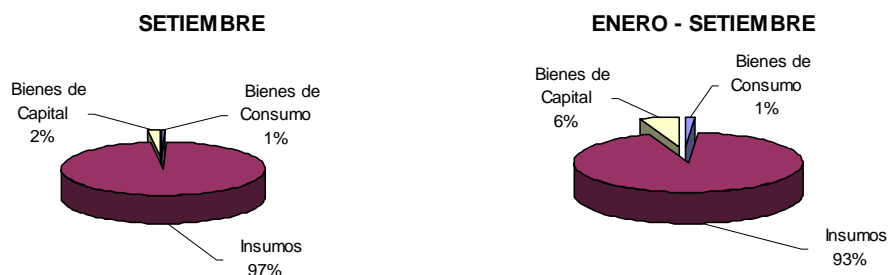 SETIEMBRE
Bienes de
Capital
2%
Bienes de
Consumo
1%
Insumos
97%
ENERO - SETIEMBRE
Bienes de
Capital
6%
Bienes de
Consumo
1%
Insumos
93%